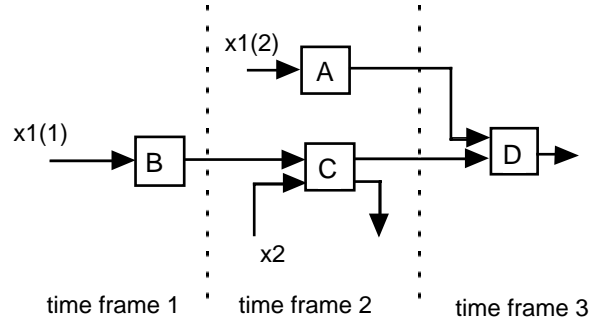 x1(2)
A
x1(1)
B
C
D
x2
time frame 1
time frame 2
time frame 3